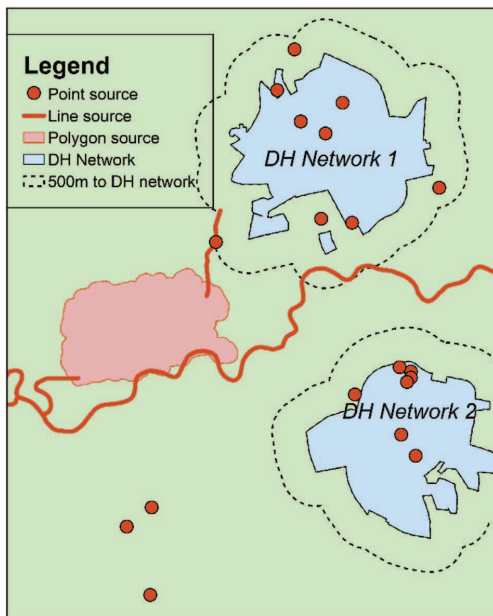 Legend
Point source
Line source
Polygon source
DH Network
500m to DH network
DH Network 1
DH Network 2